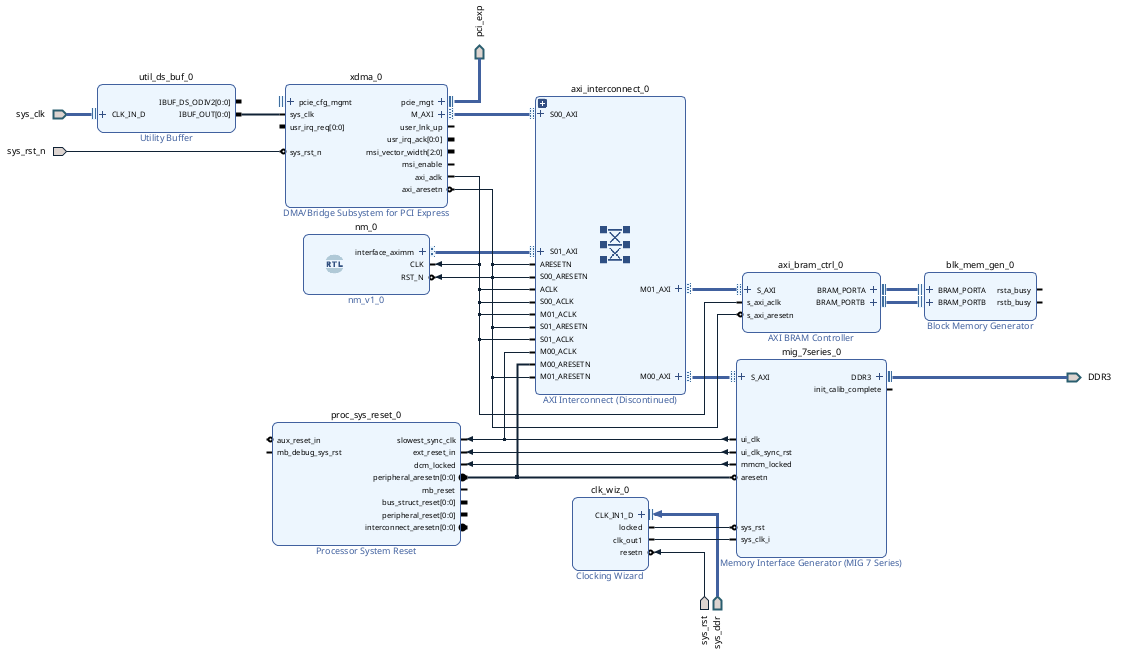 pci_exp
util_ds_buf_0
IBUF_DS_ODIV2[0:0]
CLK_IN_D
IBUF_OUT[0:0]
Utility Buffer
sys_clk
sys_rst_n
xdma_0
pcie_cfg_mgmt
pcie_mgt
sys_clk
M_AXI
usr_irq_req[0:0]
user_lnk_up
usr_irq_ack[0:0]
sys_rst_n
msi_vector_width[2:0]
msi_enable
axi_aclk
axi_aresetn
DMA/Bridge Subsystem for PCI Express
nm_0
interface_aximm
CLK
RST_N
RTL
nm_v1_0
axi_interconnect_0
S00_AXI
S01_AXI
ARESETN
S00_ARESETN
ACLK
S00_ACLK
M01_ACLK
S01_ARESETN
S01_ACLK
M00_ACLK
M00_ARESETN
M01_ARESETN
M01_AXI
M00_AXI
AXI Interconnect (Discontinued)
axi_bram_ctrl_0
S_AXI
BRAM_PORTA
s_axi_aclk
BRAM_PORTB
s_axi_aresetn
AXI BRAM Controller
blk_mem_gen_0
BRAM_PORTA
rsta_busy
BRAM_PORTB
rstb_busy
Block Memory Generator
mig_7series_0
S_AXI
DDR3
init_calib_complete
ui_clk
ui_clk_sync_rst
mmcm_locked
aresetn
sys_rst
sys_clk_i
Memory Interface Generator (MIG 7 Series)
DDR3
proc_sys_reset_0
aux_reset_in
slowest_sync_clk
mb_debug_sys_rst
ext_reset_in
dcm_locked
peripheral_aresetn[0:0]
mb_reset
bus_struct_reset[0:0]
peripheral_reset[0:0]
interconnect_aresetn[0:0]
Processor System Reset
clk_wiz_0
CLK_IN1_D
locked
clk_out1
resetn
Clocking Wizard
sys_rst
sys_ddr